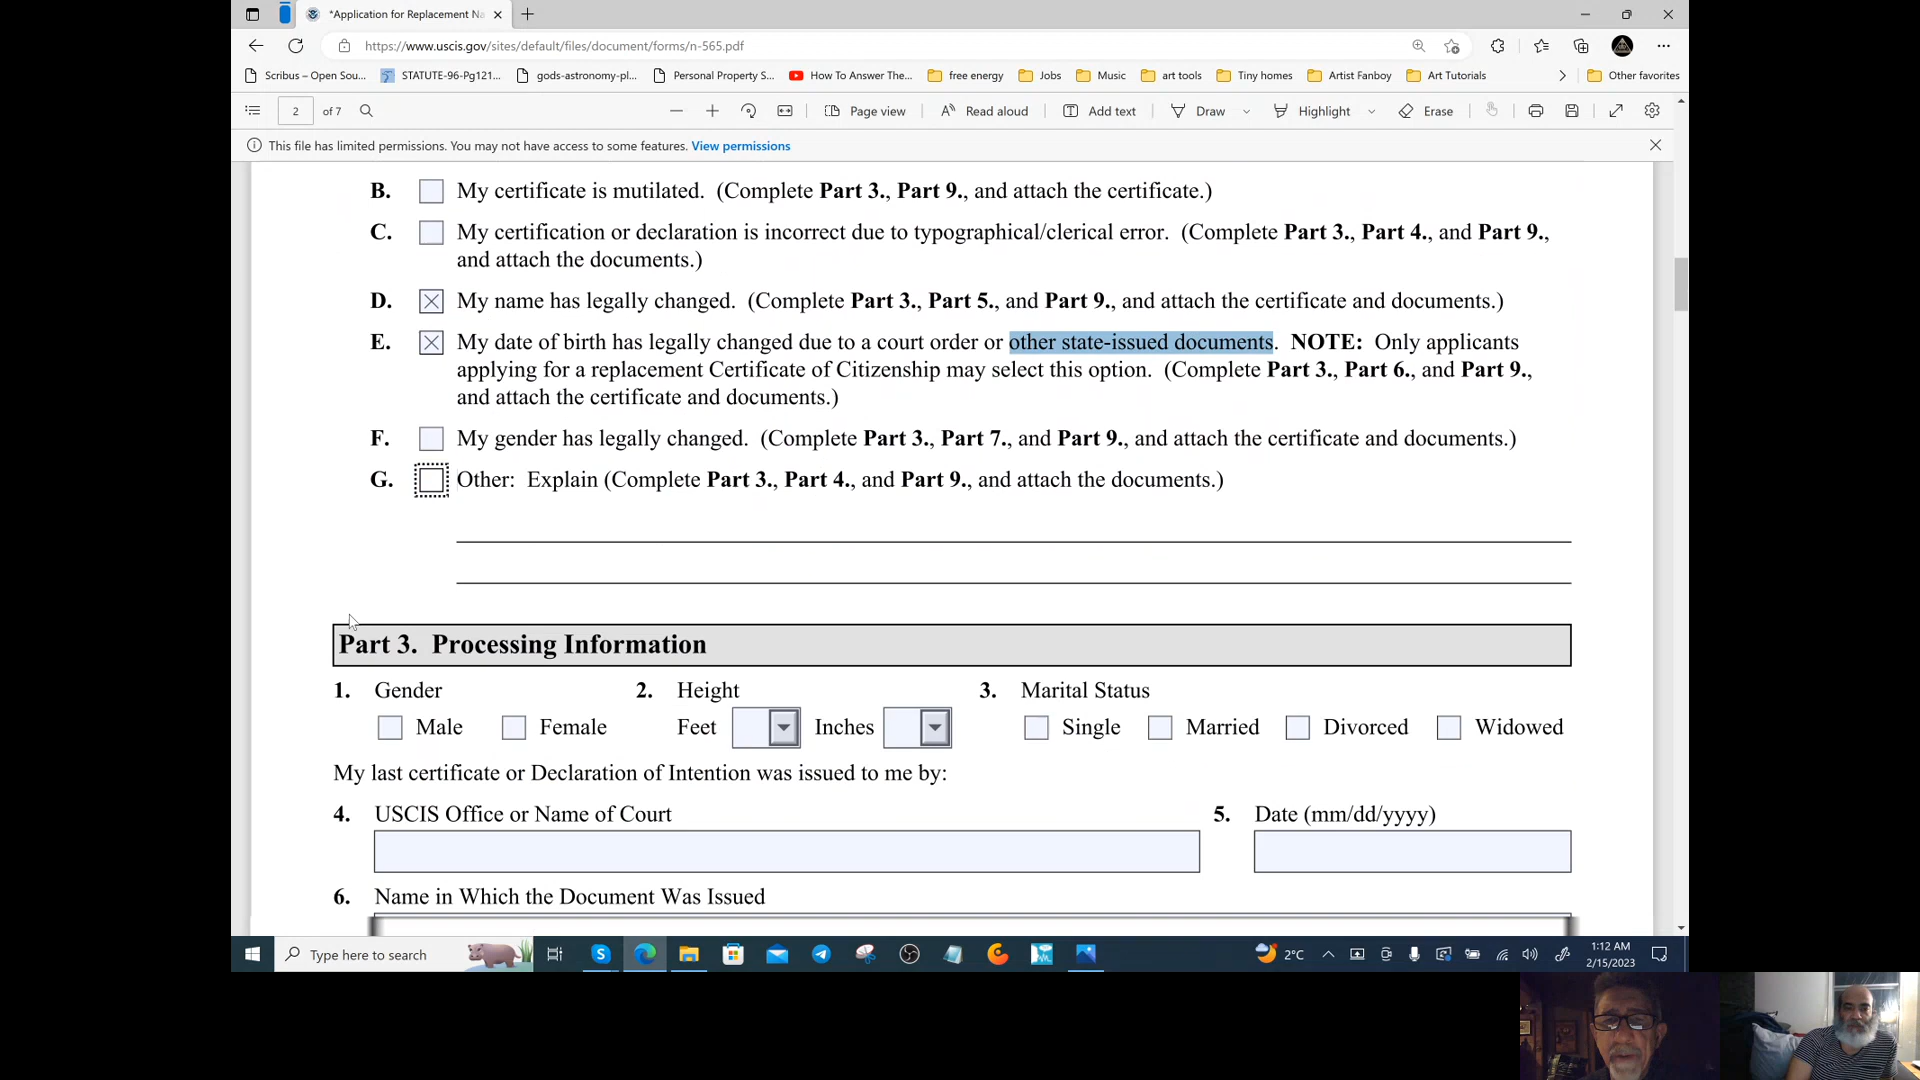 *Application for Replacement Na
https://www.uscis.gov/sites/default/files/document/forms/n-565.pdf
Scribus – Open Sou...
STATUTE-96-Pg121...
gods-astronomy-pl...
Personal Property S...
How To Answer The...
free energy
Jobs
Music
art tools
Tiny homes
Artist Fanboy
Art Tutorials
Other favorites
2 of 7
Page view
Read aloud
Add text
Draw
Highlight
Erase
This file has limited permissions. You may not have access to some features. View permissions
B. My certificate is mutilated. (Complete Part 3., Part 9., and attach the certificate.)
C. My certification or declaration is incorrect due to typographical/clerical error. (Complete Part 3., Part 4., and Part 9.,
and attach the documents.)
D. My name has legally changed. (Complete Part 3., Part 5., and Part 9., and attach the certificate and documents.)
E. My date of birth has legally changed due to a court order or other state-issued documents. NOTE: Only applicants
applying for a replacement Certificate of Citizenship may select this option. (Complete Part 3., Part 6., and Part 9.,
and attach the certificate and documents.)
F. My gender has legally changed. (Complete Part 3., Part 7., and Part 9., and attach the certificate and documents.)
G. Other: Explain (Complete Part 3., Part 4., and Part 9., and attach the documents.)
Part 3. Processing Information
1. Gender 2. Height 3. Marital Status
Male Female Feet Inches Single Married Divorced Widowed
My last certificate or Declaration of Intention was issued to me by:
4. USCIS Office or Name of Court 5. Date (mm/dd/yyyy)
6. Name in Which the Document Was Issued
Type here to search
2°C
1:12 AM
2/15/2023